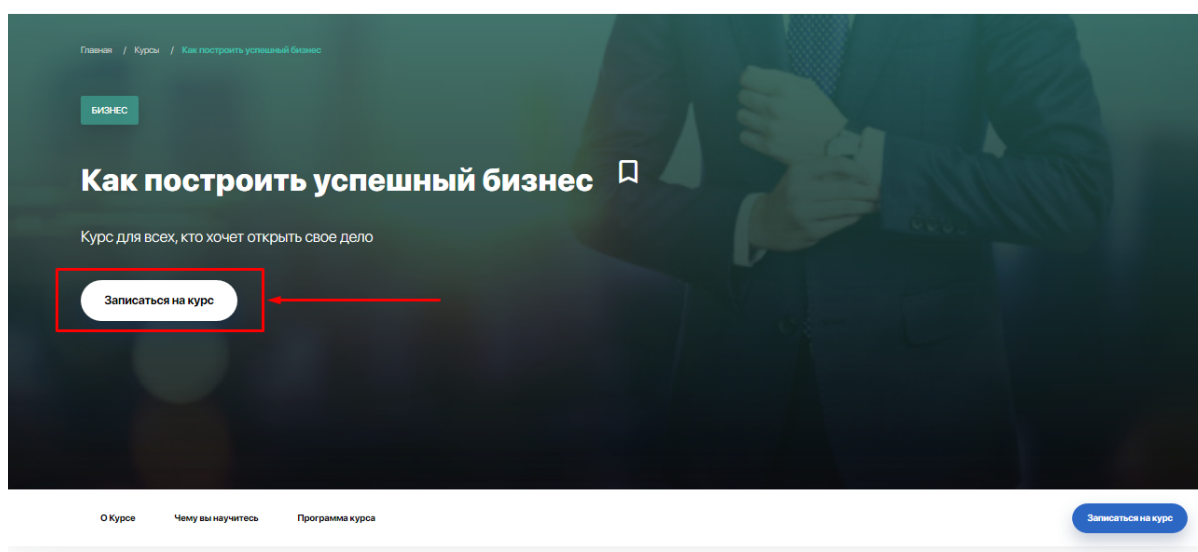 Главная / Курсы / Как построить успешный бизнес
БИЗНЕС
Как построить успешный бизнес
Курс для всех, кто хочет открыть свое дело
Записаться на курс
О Курсе Чему вы научитесь Программа курса Записаться на курс